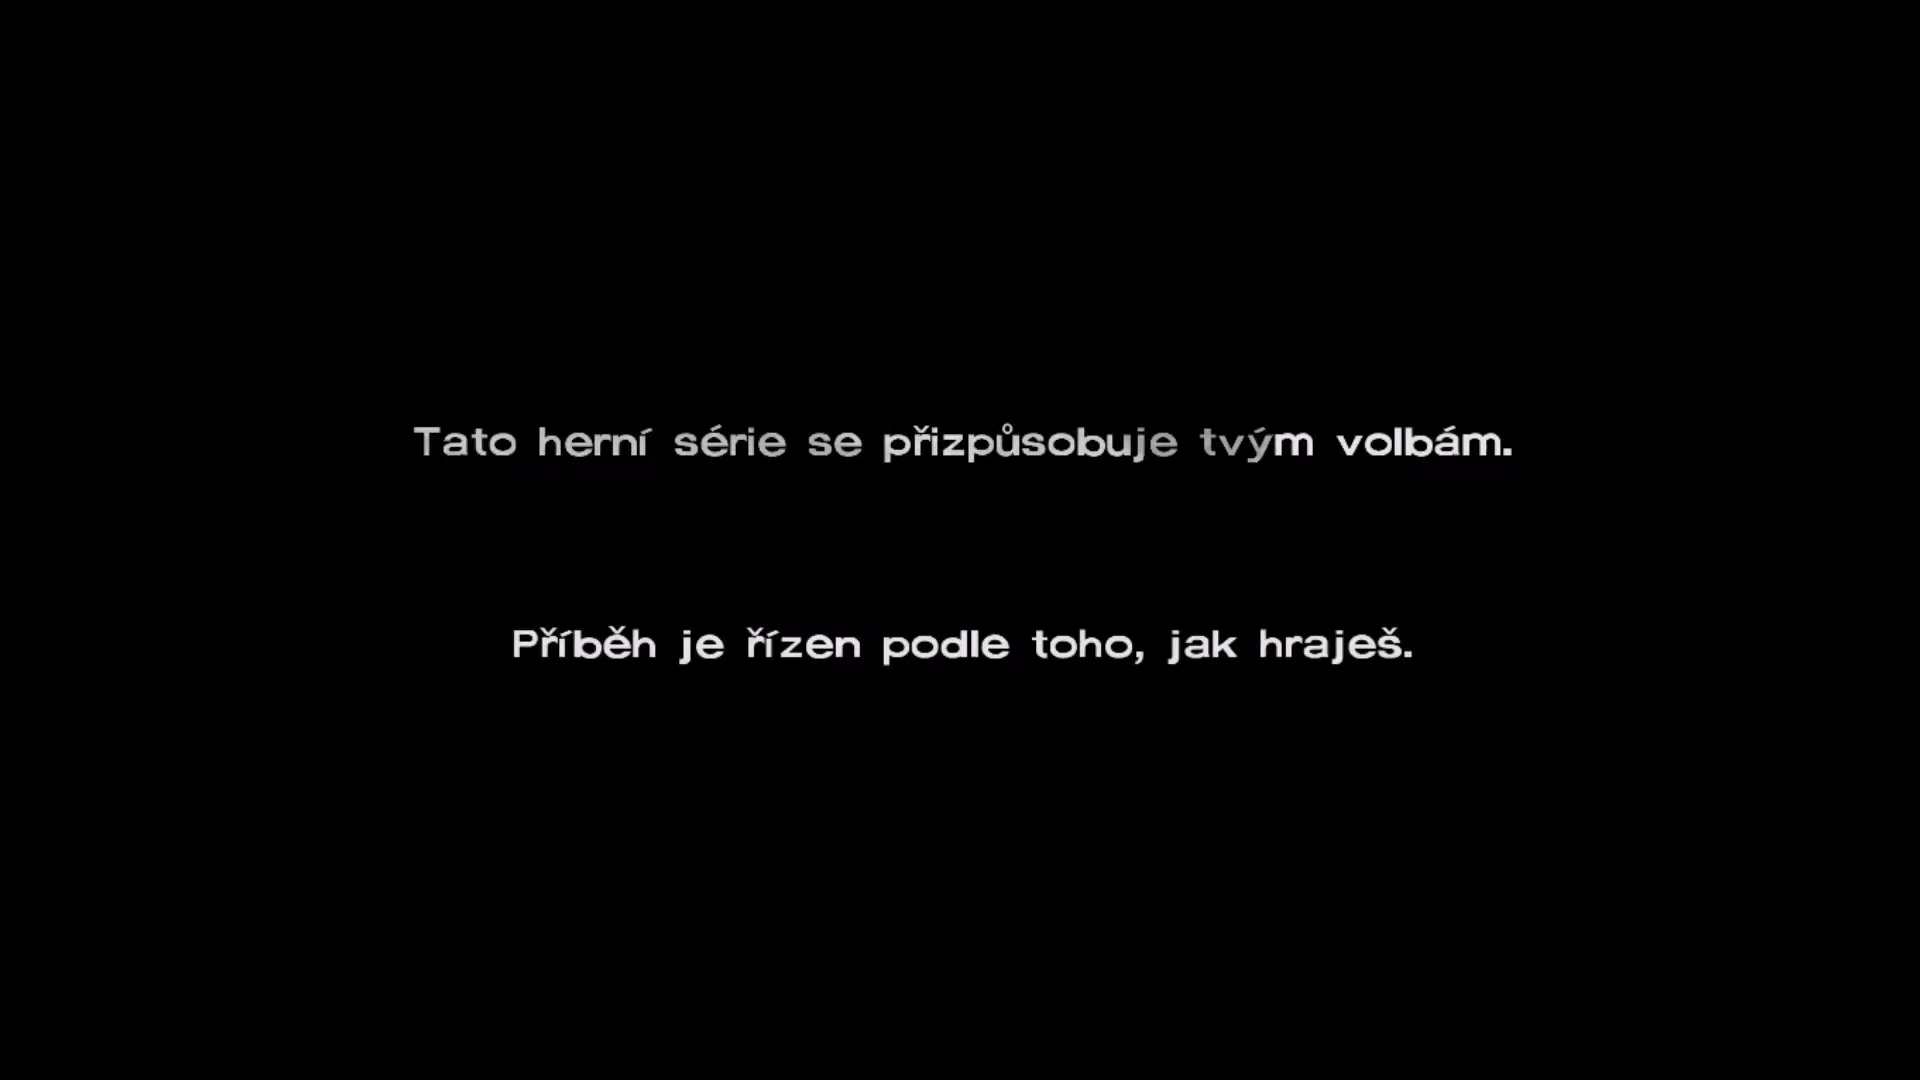 Tato herní série se přizpůsobuje tvým volbám.
Příběh je řízen podle toho, jak hraješ.